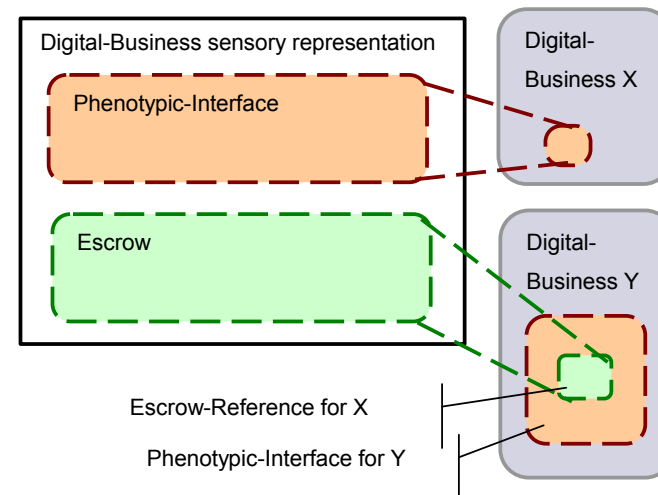 Digital-Business sensory representation
Phenotypic-Interface
Escrow
Digital-
Business X
Digital-
Business Y
Escrow-Reference for X
Phenotypic-Interface for Y